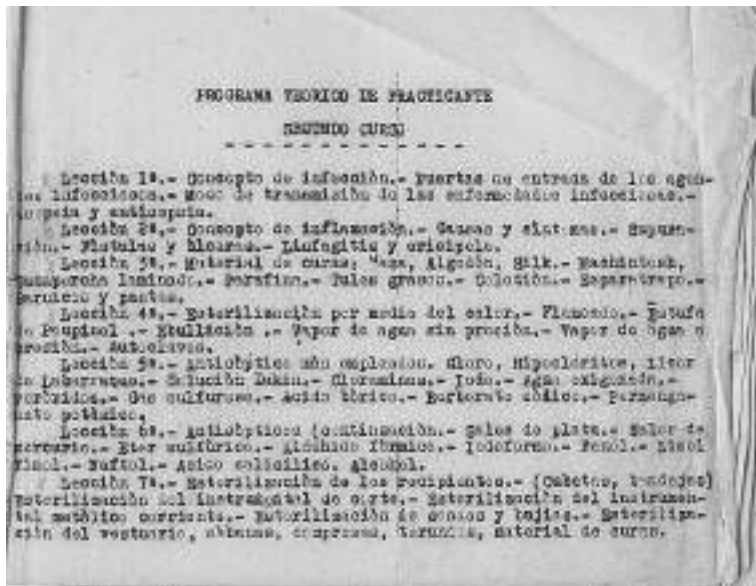 PROGRAMA TEORICO DE PRACTICANTE
SEGUNDO CURSO
Lección 1ª.- Concepto de infección.- Puertas de entrada de los agen-
tes infecciosos.- Modo de transmisión de las enfermedades infecciosas.-
Asepsia y antisepsia.
Lección 2ª.- Concepto de inflamación.- Causas y síntomas.- Supura-
ción.- Fístulas y úlceras.- Linfagitis y erisipela.
Lección 3ª.- Material de curas: Gasa, Algodón, Silk.- Mashintosh,
Gutapercha laminada.- Parafina.- Tules grasos.- Colodión.- Esparatrapo.-
y pastas.
Lección 4ª.- Esterilización por medio del calor.- Flameado.- Estufa
de Poupinel .- Ebullición .- Vapor de agua sin presión.- Vapor de agua a
presión.- Autoclaves.
Lección 5ª.- Antisépticos más empleados. Cloro, Hipocloritos, Licor
de Labarraque.- Solución Dakin.- Cloraminas.- Iodo.- Agua oxigenada.-
peróxidos.- Gas sulfuroso.- Acido bórico.- sódico.- Permanga-
nato potásico.
Lección 6ª.- Antisépticos (continuación.- Sales de plata.- Sales de
mercurio.- Eter sulfúrico.- fórmico.- Iodoformo.- Fenol.- Lisol
Timol.- Naftol.- Acido salicílico. Alcohol.
Lección 7ª.- Esterilización de los recipientes.- (Cubetas, bandejas)
Esterilización del instrumental de corte.- Esterilización del instrumen-
tal metálico corriente.- Esterilización de sondas y bujías.- Esteriliza-
ción del vestuario, sábanas, compresas, torundas, material de curas.